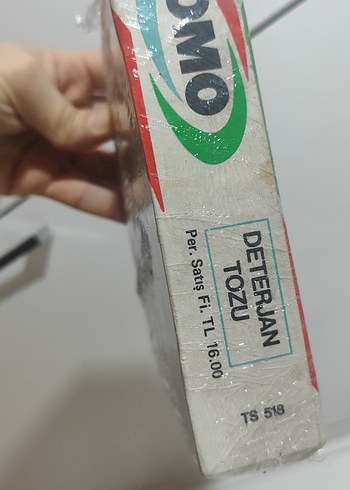 OMO
DETERJAN
TOZU
Per. Satış Fi. TL 16.00
TS 518